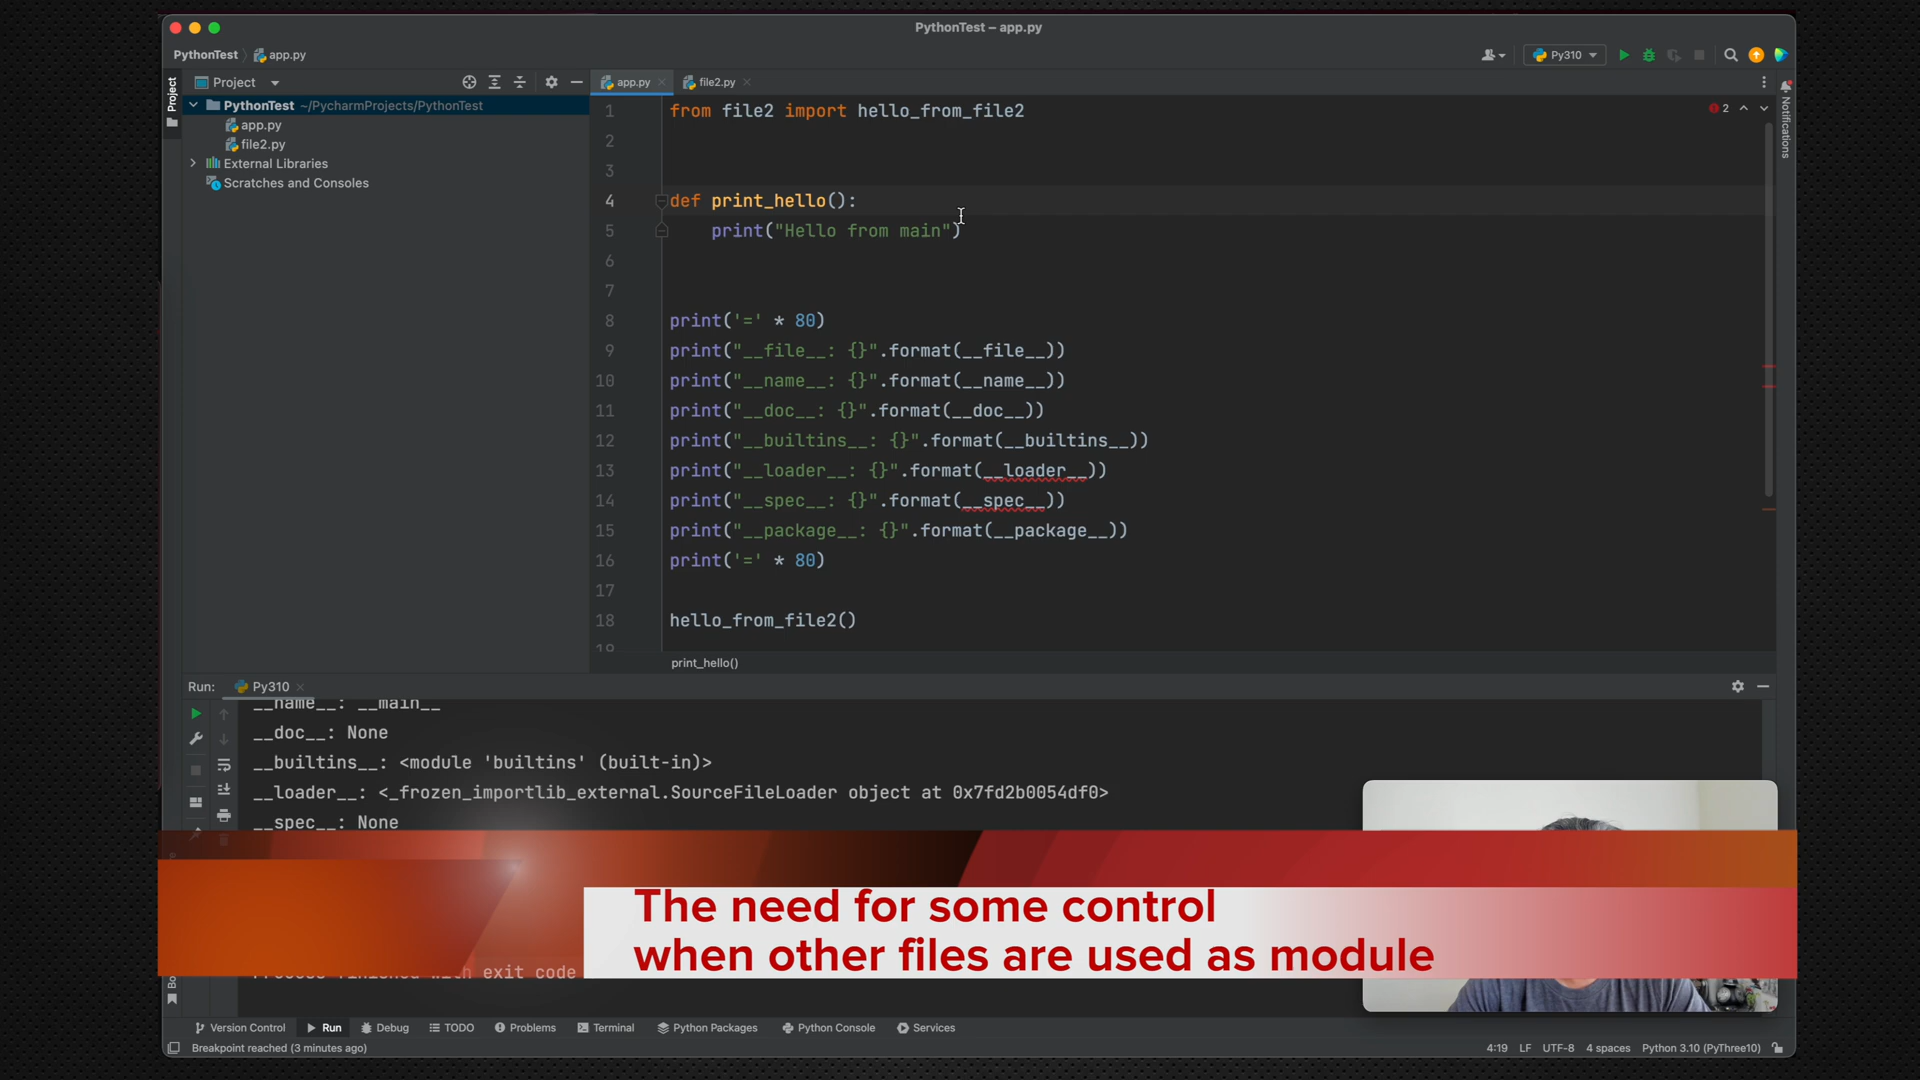 PythonTest – app.py
PythonTest
app.py
Py310
Project
Project
app.py
file2.py
Notifications
PythonTest ~/PycharmProjects/PythonTest
app.py
file2.py
External Libraries
Scratches and Consoles
2
1 from file2 import hello_from_file2
2
3
4 def print_hello():
5 print("Hello from main")
6
7
8 print('=' * 80)
9 print("__file__: {}".format(__file__))
10 print("__name__: {}".format(__name__))
11 print("__doc__: {}".format(__doc__))
12 print("__builtins__: {}".format(__builtins__))
13 print("__loader__: {}".format(__loader__))
14 print("__spec__: {}".format(__spec__))
15 print("__package__: {}".format(__package__))
16 print('=' * 80)
17
18 hello_from_file2()
19
print_hello()
Run: Py310
__name__: __main__
__doc__: None
__builtins__: <module 'builtins' (built-in)>
__loader__: <_frozen_importlib_external.SourceFileLoader object at 0x7fd2b0054df0>
__spec__: None
The need for some control
when other files are used as module
Process finished with exit code
Version Control
Run
Debug
TODO
Problems
Terminal
Python Packages
Python Console
Services
Breakpoint reached (3 minutes ago)
4:19 LF UTF-8 4 spaces Python 3.10 (PyThree10)